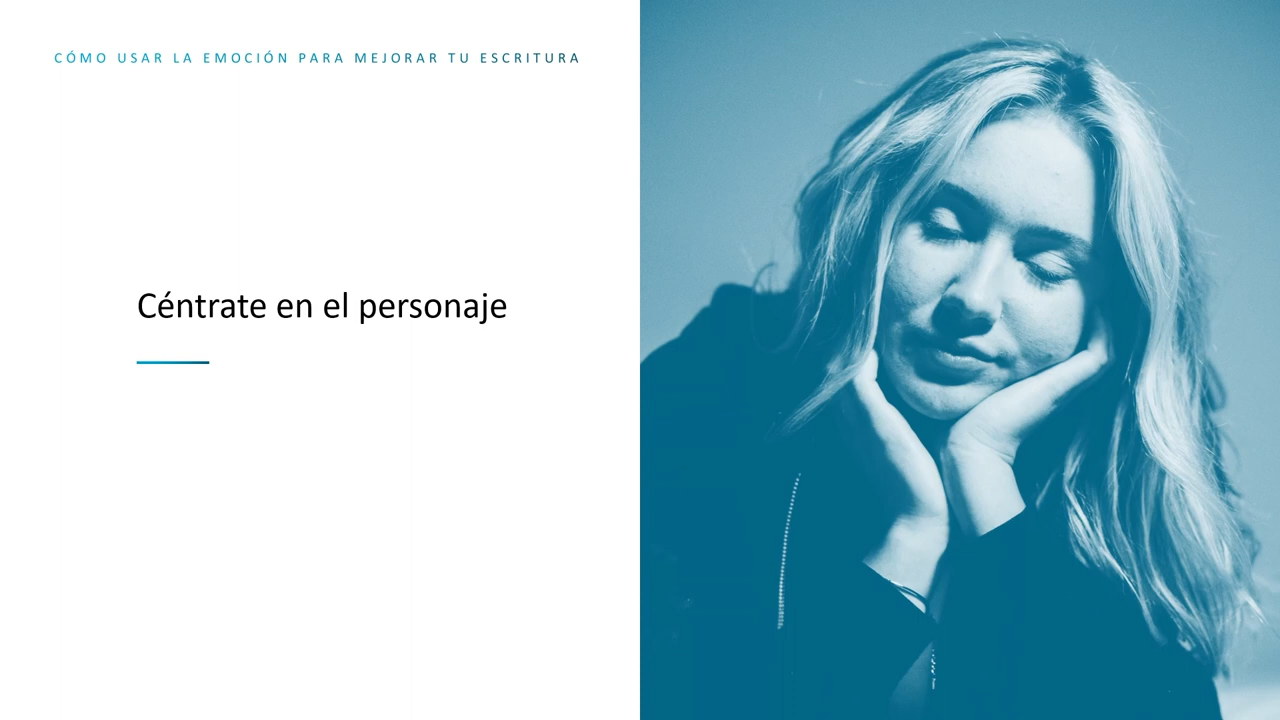 CÓMO USAR LA EMOCIÓN PARA MEJORAR TU ESCRITURA
Céntrate en el personaje